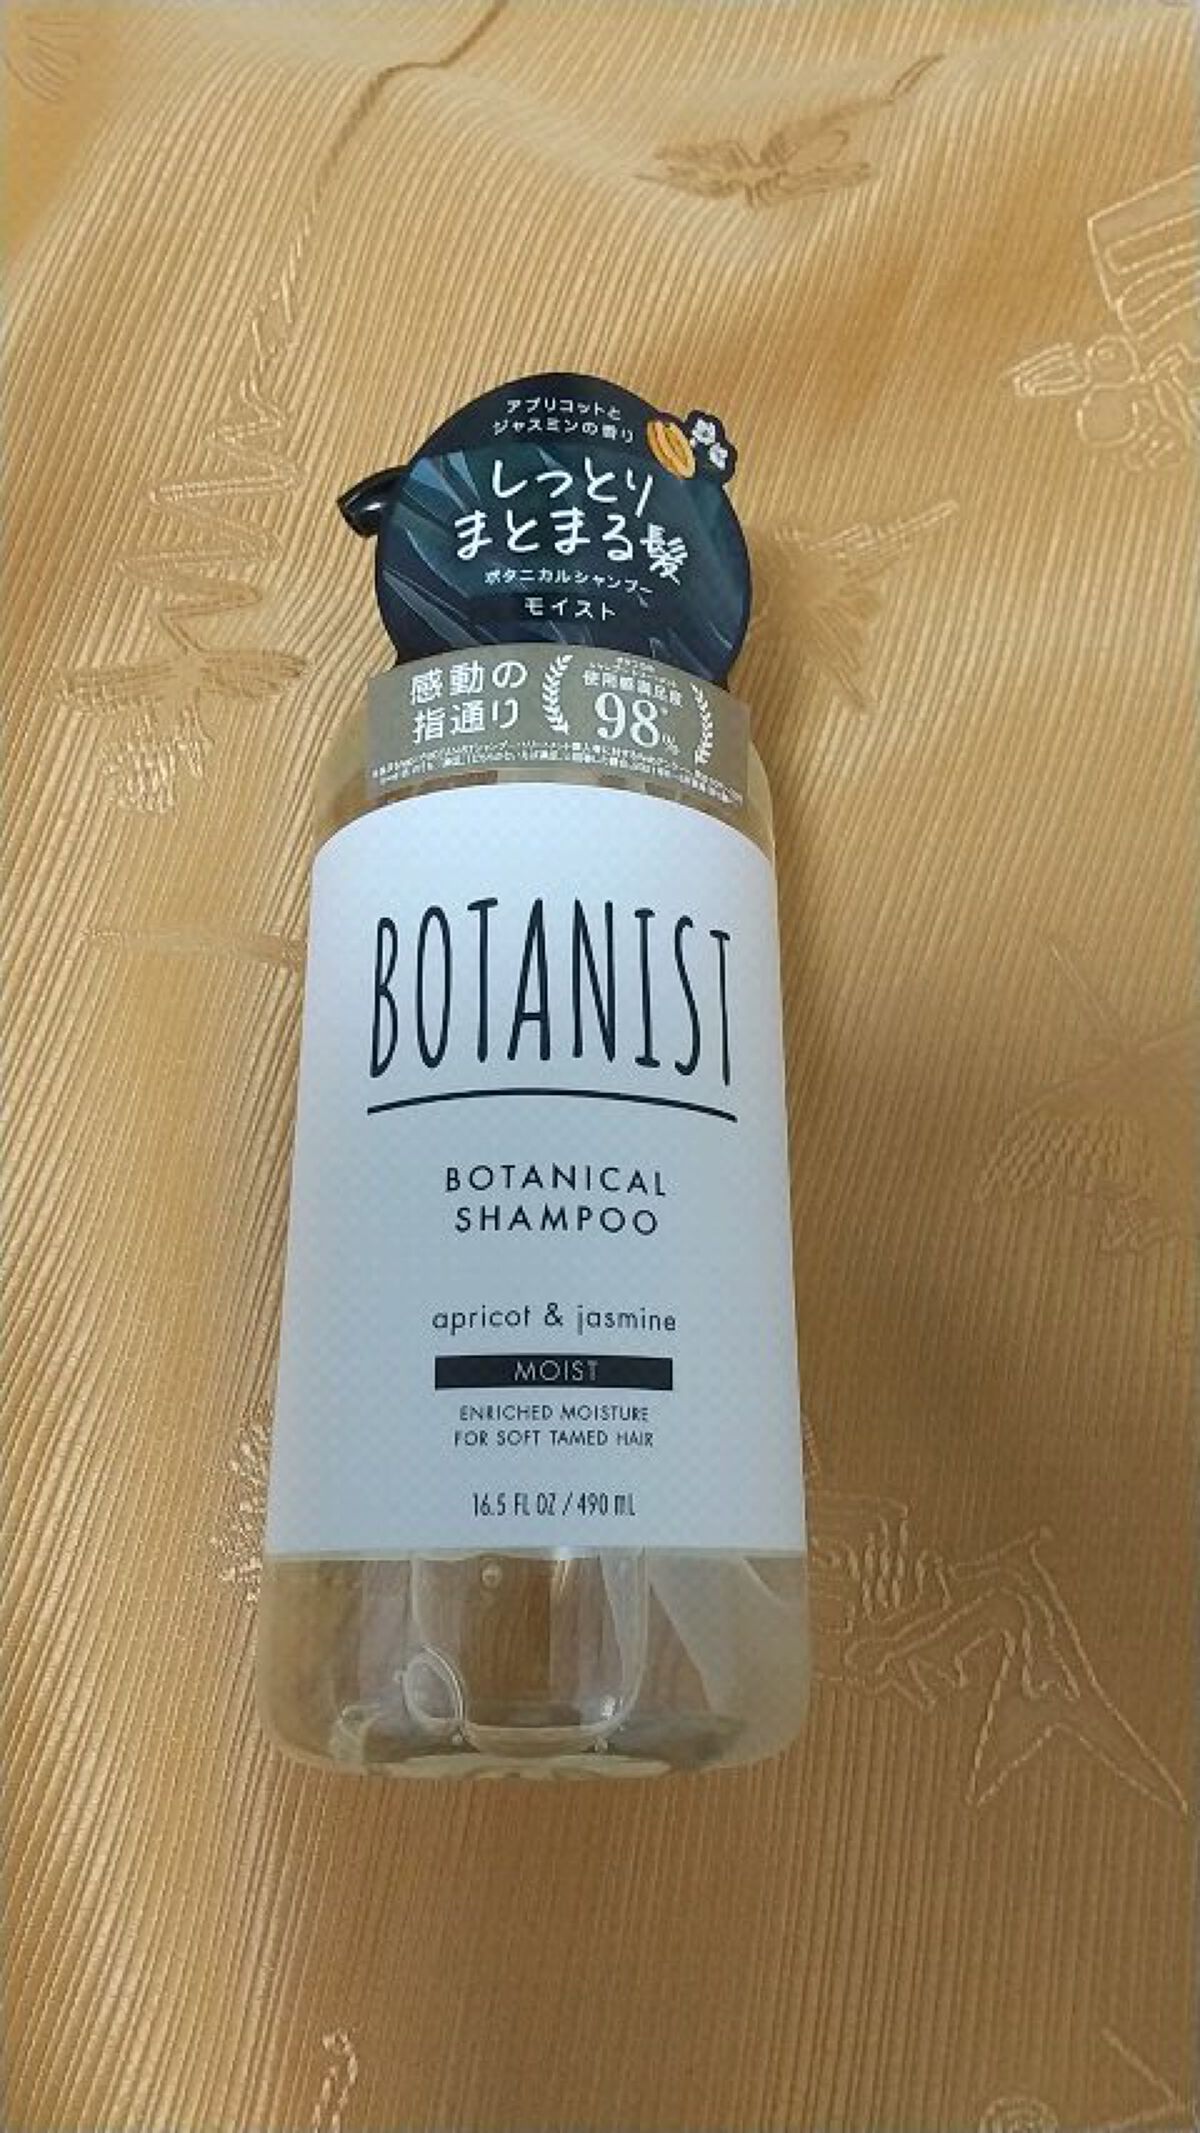 アプリコットと
ジャスミンの香り
しっとり
まとまる髪
ボタニカルシャンプー
モイスト
感動の
指通り
使用感満足度
98%
BOTANIST
BOTANICAL
SHAMPOO
apricot & jasmine
MOIST
ENRICHED MOISTURE
FOR SOFT TAMED HAIR
16.5 FL OZ / 490 mL